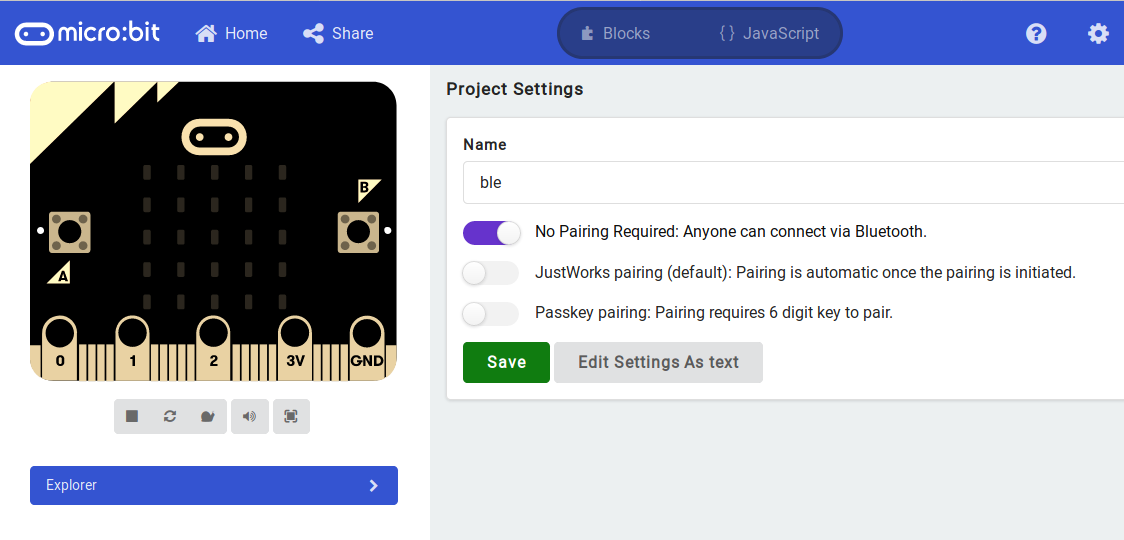 micro:bit Home Share Blocks { } JavaScript ?
Project Settings
Name
ble
No Pairing Required: Anyone can connect via Bluetooth.
JustWorks pairing (default): Pairing is automatic once the pairing is initiated.
Passkey pairing: Pairing requires 6 digit key to pair.
Save Edit Settings As text
B
A
0 1 2 3V GND
Explorer